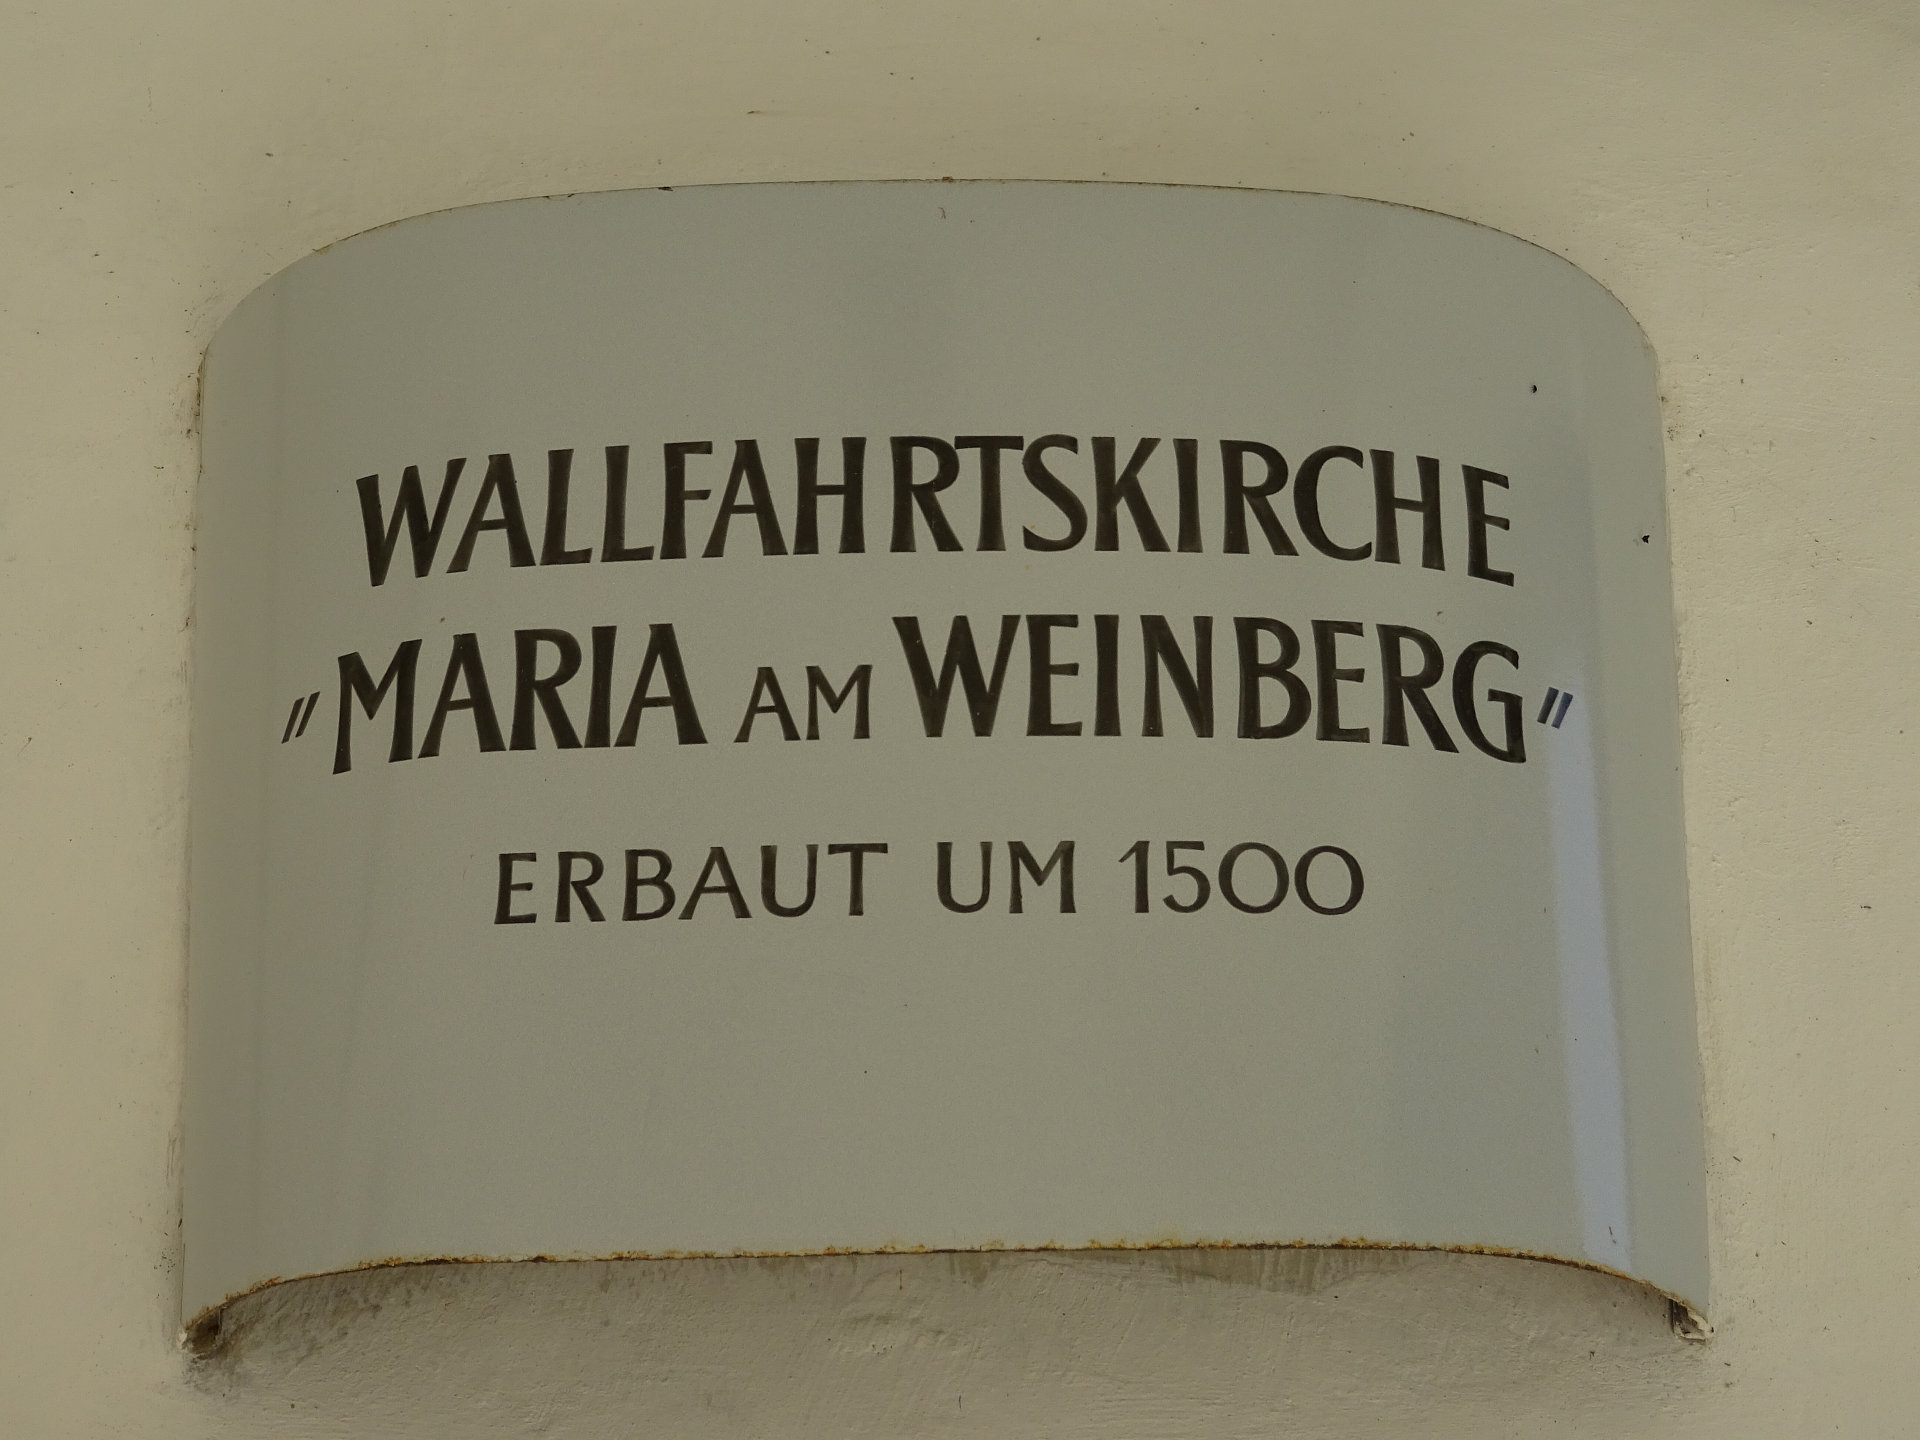 WALLFAHRTSKIRCHE
"MARIA AM WEINBERG"
ERBAUT UM 1500